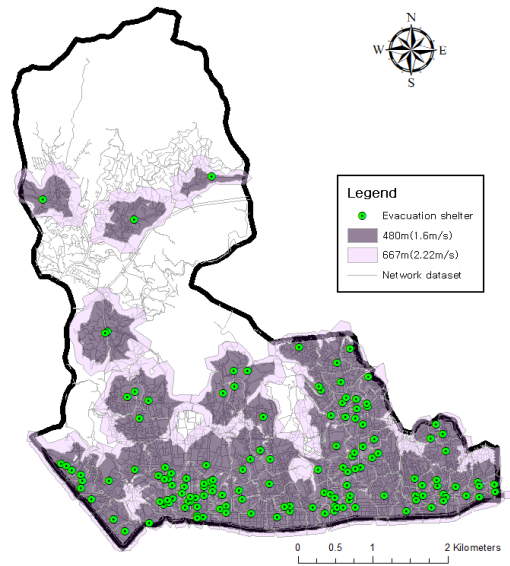 N
W E
S
Legend
Evacuation shelter
480m(1.6m/s)
667m(2.22m/s)
Network dataset
0 0.5 1 2 Kilometers